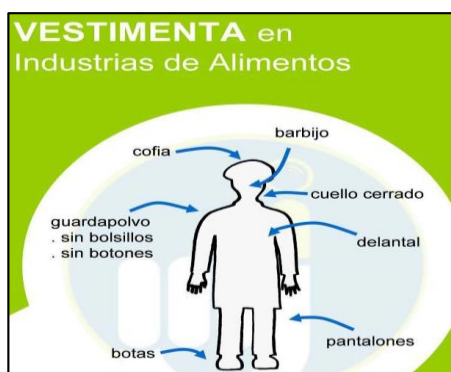 VESTIMENTA en
Industrias de Alimentos
barbijo
cofia
cuello cerrado
guardapolvo
. sin bolsillos
. sin botones
delantal
pantalones
botas